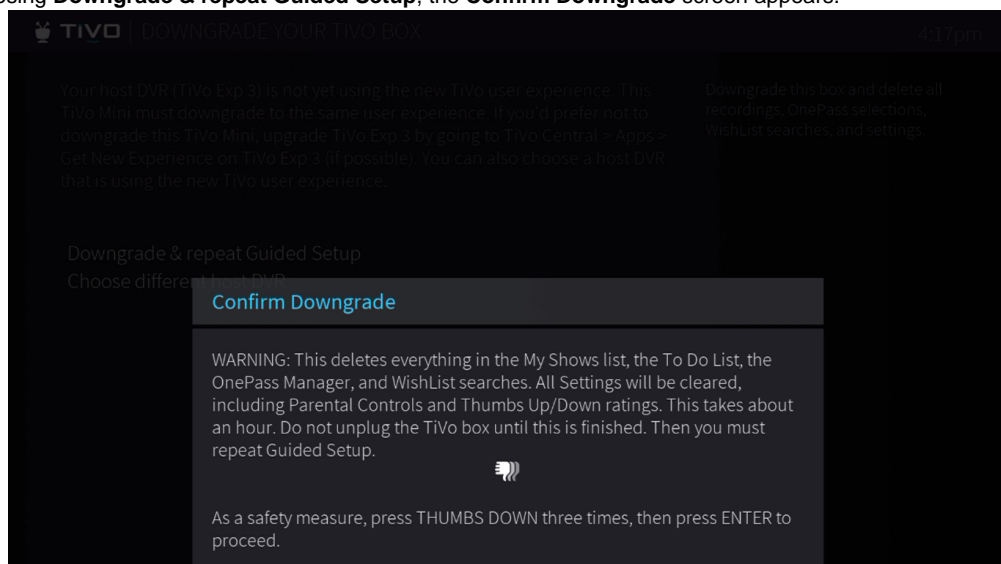 Downgrade & repeat Guided Setup, the Confirm Downgrade screen appears.
TIVO DOWNGRADE YOUR TIVO BOX 4:17pm
Your host DVR (TiVo Exp 3) is not yet using the new TiVo user experience. This
TiVo Mini must downgrade to the same user experience. If you'd prefer not to
downgrade this TiVo Mini, upgrade TiVo Exp 3 by going to TiVo Central > Apps >
Get New Experience on TiVo Exp 3 (if possible). You can also choose a host DVR
that is using the new TiVo user experience.
Downgrade this box and delete all
recordings, OnePass selections,
WishList searches, and settings.
Downgrade & repeat Guided Setup
Choose different host DVR
Confirm Downgrade
WARNING: This deletes everything in the My Shows list, the To Do List, the
OnePass Manager, and WishList searches. All Settings will be cleared,
including Parental Controls and Thumbs Up/Down ratings. This takes about
an hour. Do not unplug the TiVo box until this is finished. Then you must
repeat Guided Setup.
As a safety measure, press THUMBS DOWN three times, then press ENTER to
proceed.